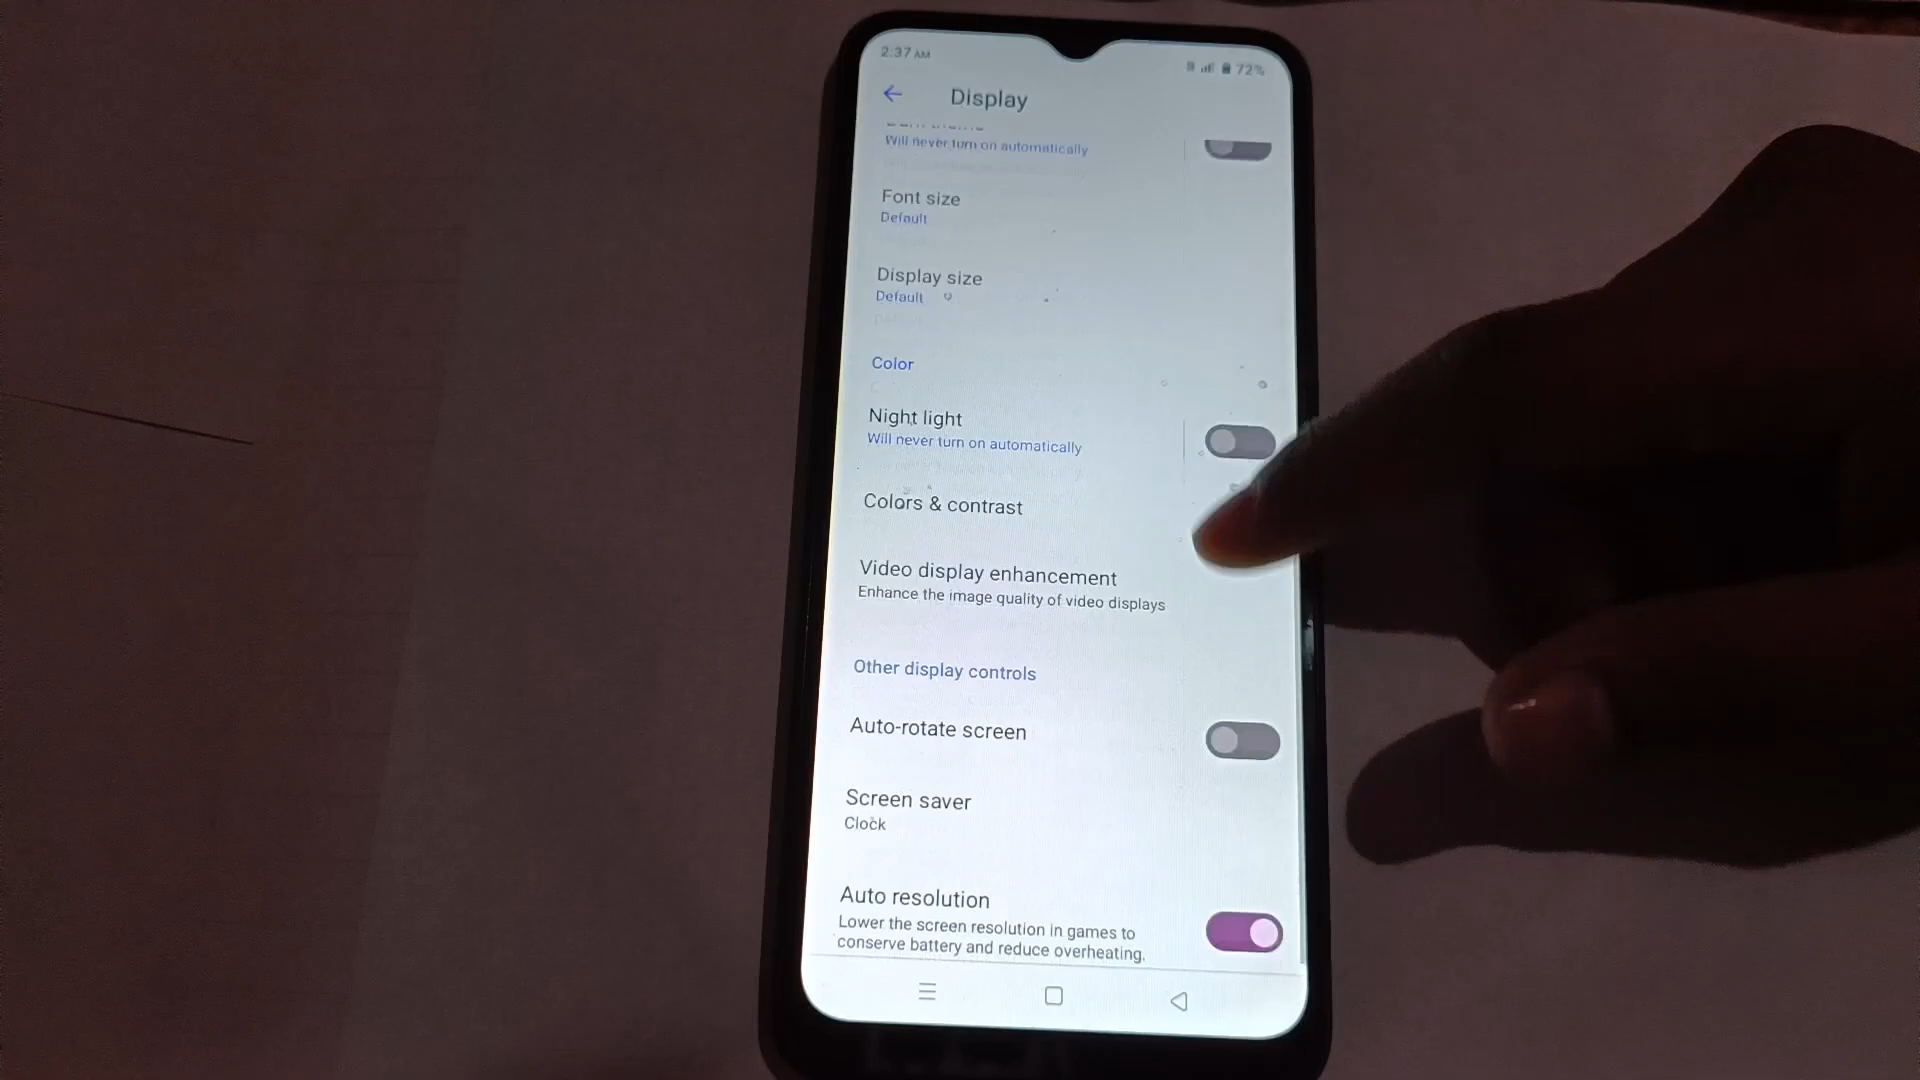 2:37 AM
72%
Display
Will never turn on automatically
Font size
Default
Display size
Default
Color
Night light
Will never turn on automatically
Colors & contrast
Video display enhancement
Enhance the image quality of video displays
Other display controls
Auto-rotate screen
Screen saver
Clock
Auto resolution
Lower the screen resolution in games to
conserve battery and reduce overheating.